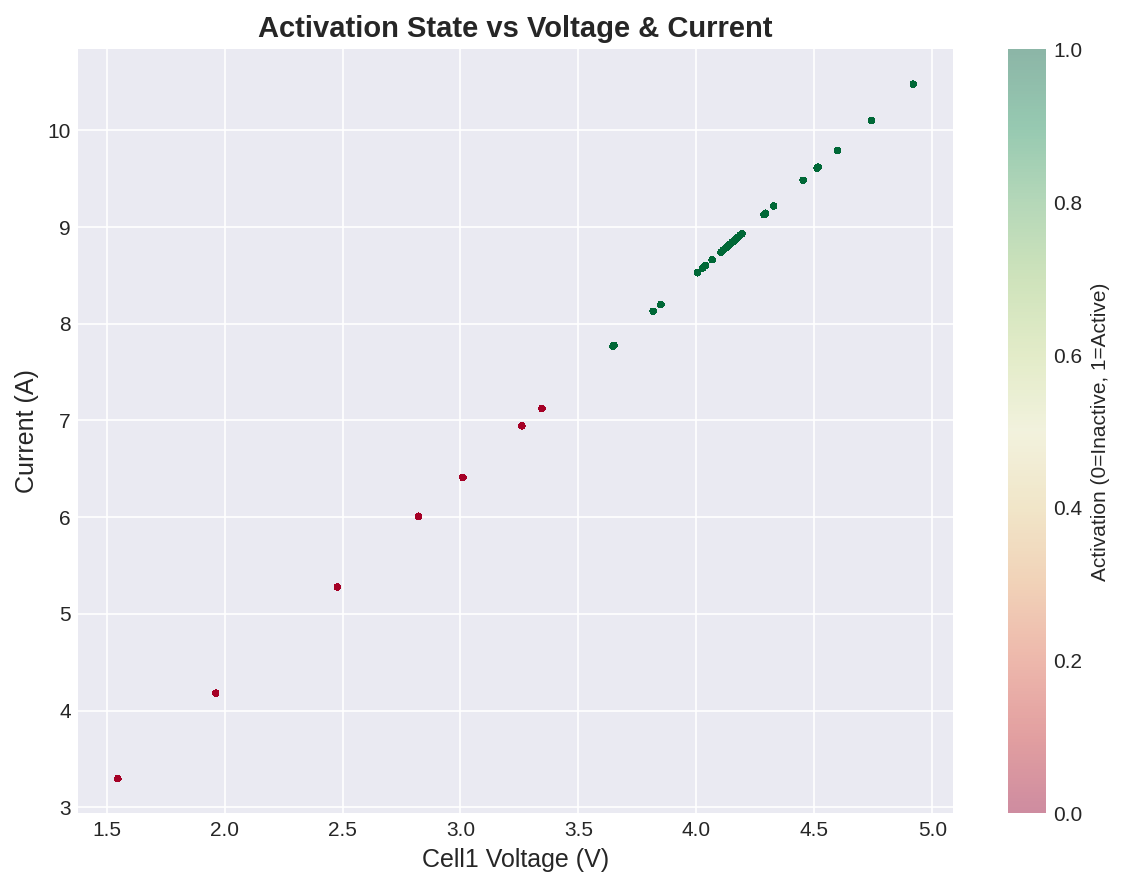 Activation State vs Voltage & Current
Current (A)
10
9
8
7
6
5
4
3
1.5 2.0 2.5 3.0 3.5 4.0 4.5 5.0
Cell1 Voltage (V)
1.0
0.8
0.6
0.4
0.2
0.0
Activation (0=Inactive, 1=Active)